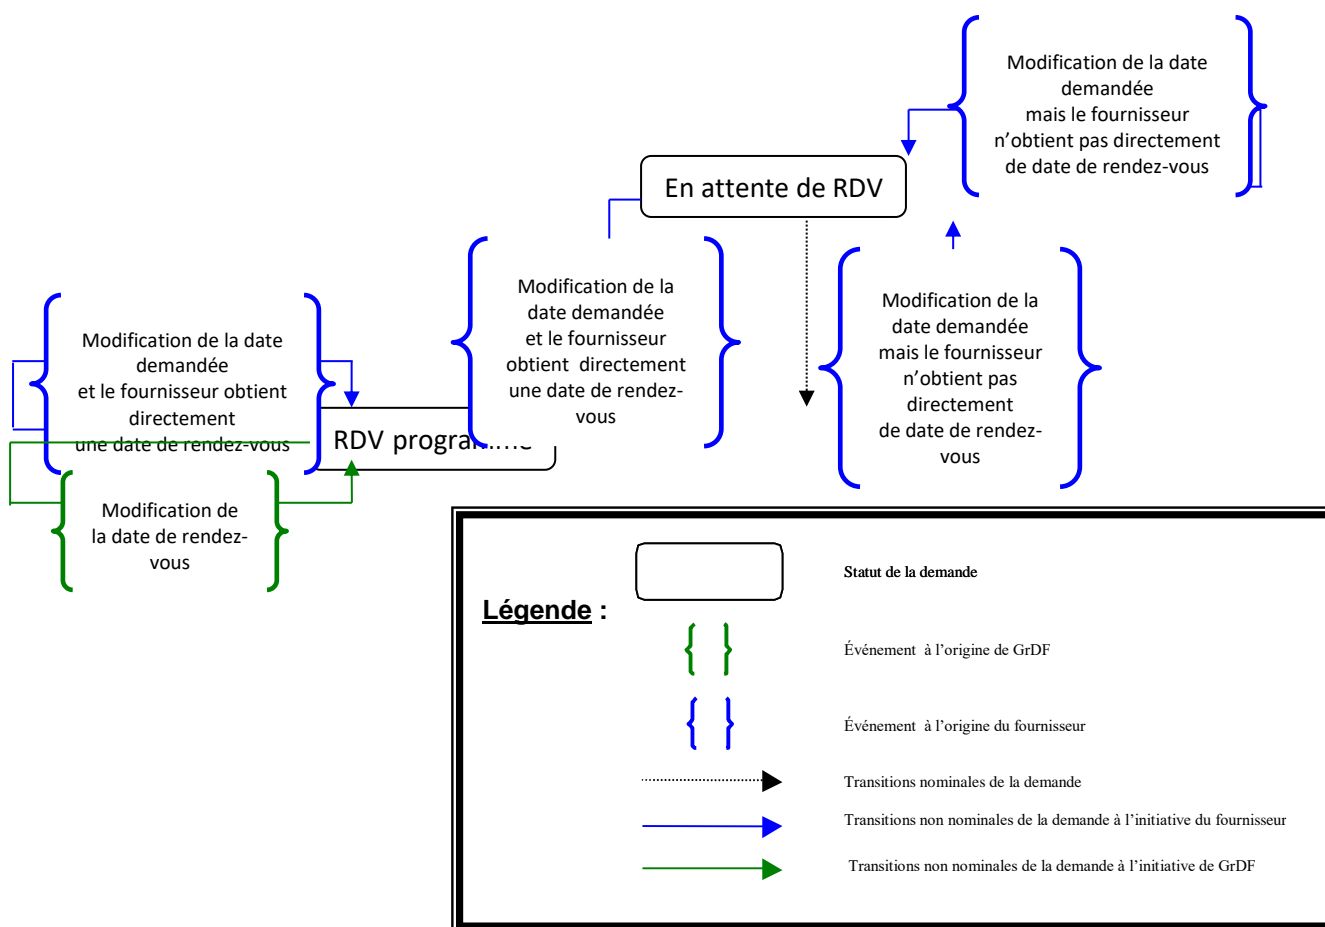 Modification de la date
demandée
mais le fournisseur
n’obtient pas directement
de date de rendez-vous
En attente de RDV
Modification de la
date demandée
et le fournisseur
obtient directement
une date de rendez-
vous
Modification de la
date demandée
mais le fournisseur
n’obtient pas
directement
de date de rendez-
vous
Modification de la date
demandée
et le fournisseur obtient
directement
une date de rendez-vous
RDV programmé
Modification de
la date de rendez-
vous
Légende :
Statut de la demande
Événement à l’origine de GrDF
Événement à l’origine du fournisseur
Transitions nominales de la demande
Transitions non nominales de la demande à l’initiative du fournisseur
Transitions non nominales de la demande à l’initiative de GrDF